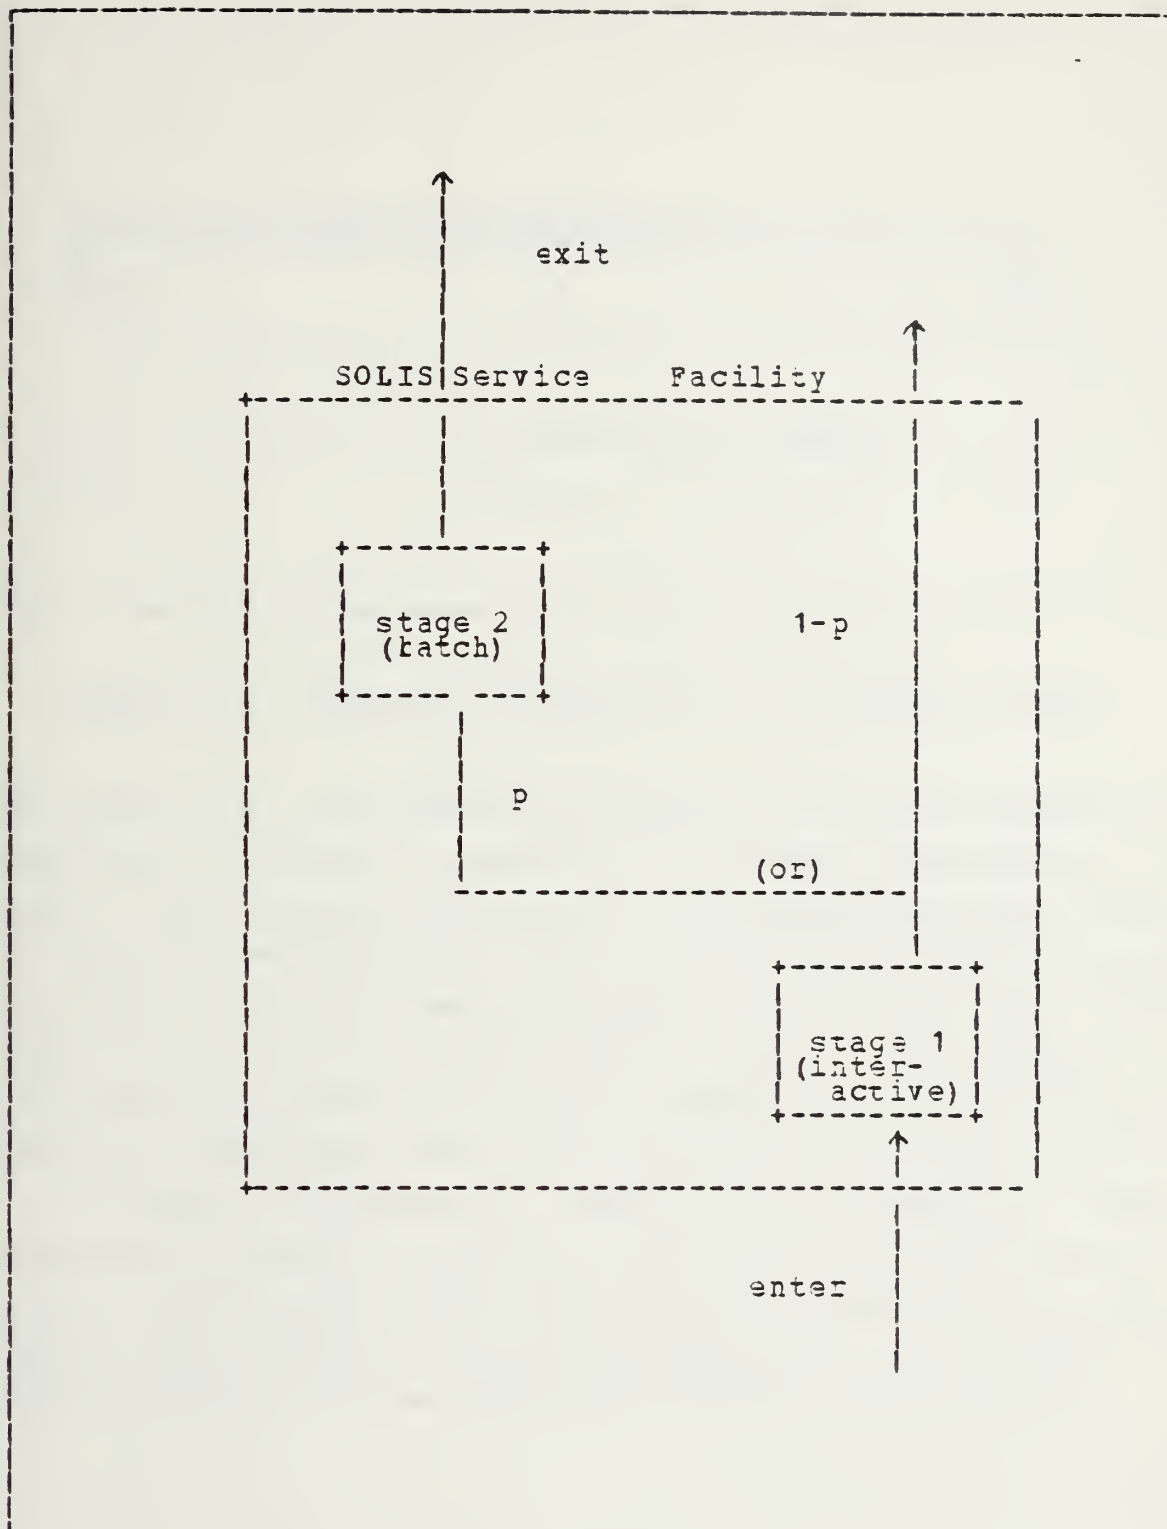 exit
SOLIS Service Facility
stage 2
(batch)
1-p
p
(or)
stage 1
(inter-
active)
enter